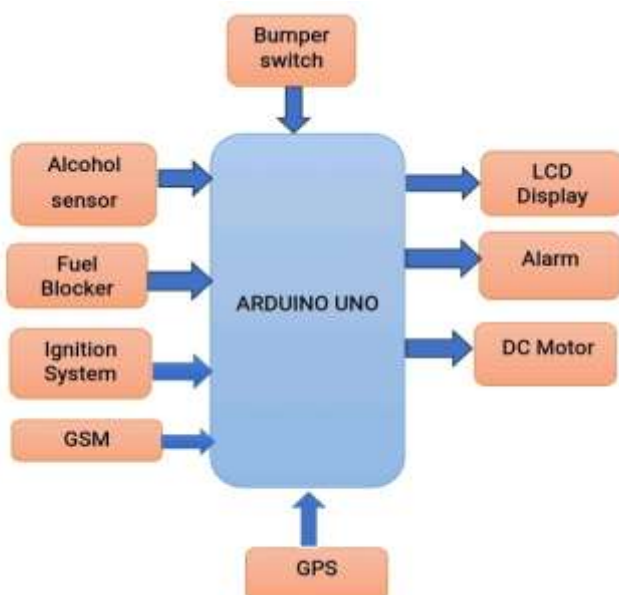 Bumper
switch
Alcohol
sensor
LCD
Display
Fuel
Blocker
Alarm
ARDUINO UNO
Ignition
System
DC Motor
GSM
GPS